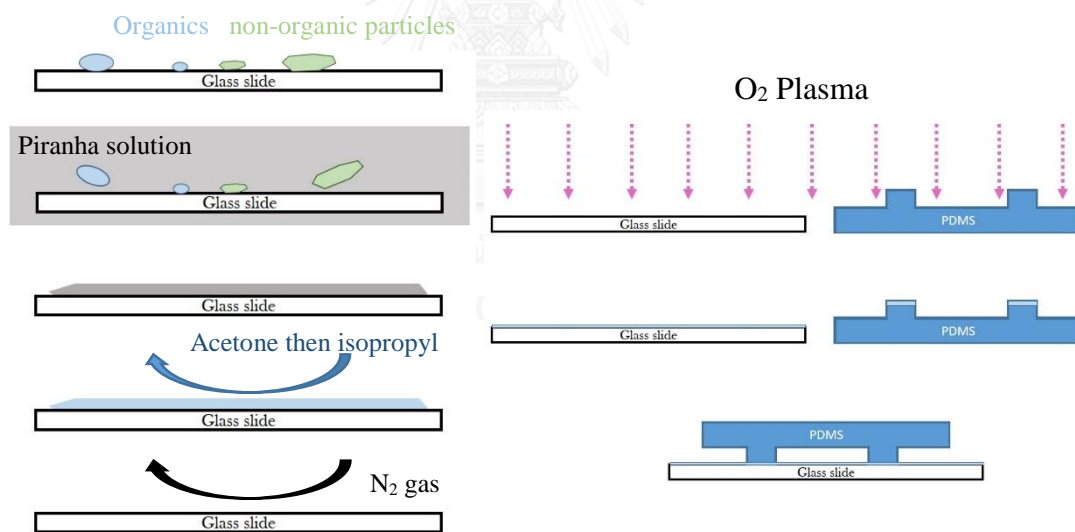 Organics non-organic particles
Glass slide
Piranha solution
Glass slide
Glass slide
Acetone then isopropyl
Glass slide
N₂ gas
Glass slide
O₂ Plasma
Glass slide
PDMS
Glass slide
PDMS
PDMS
Glass slide